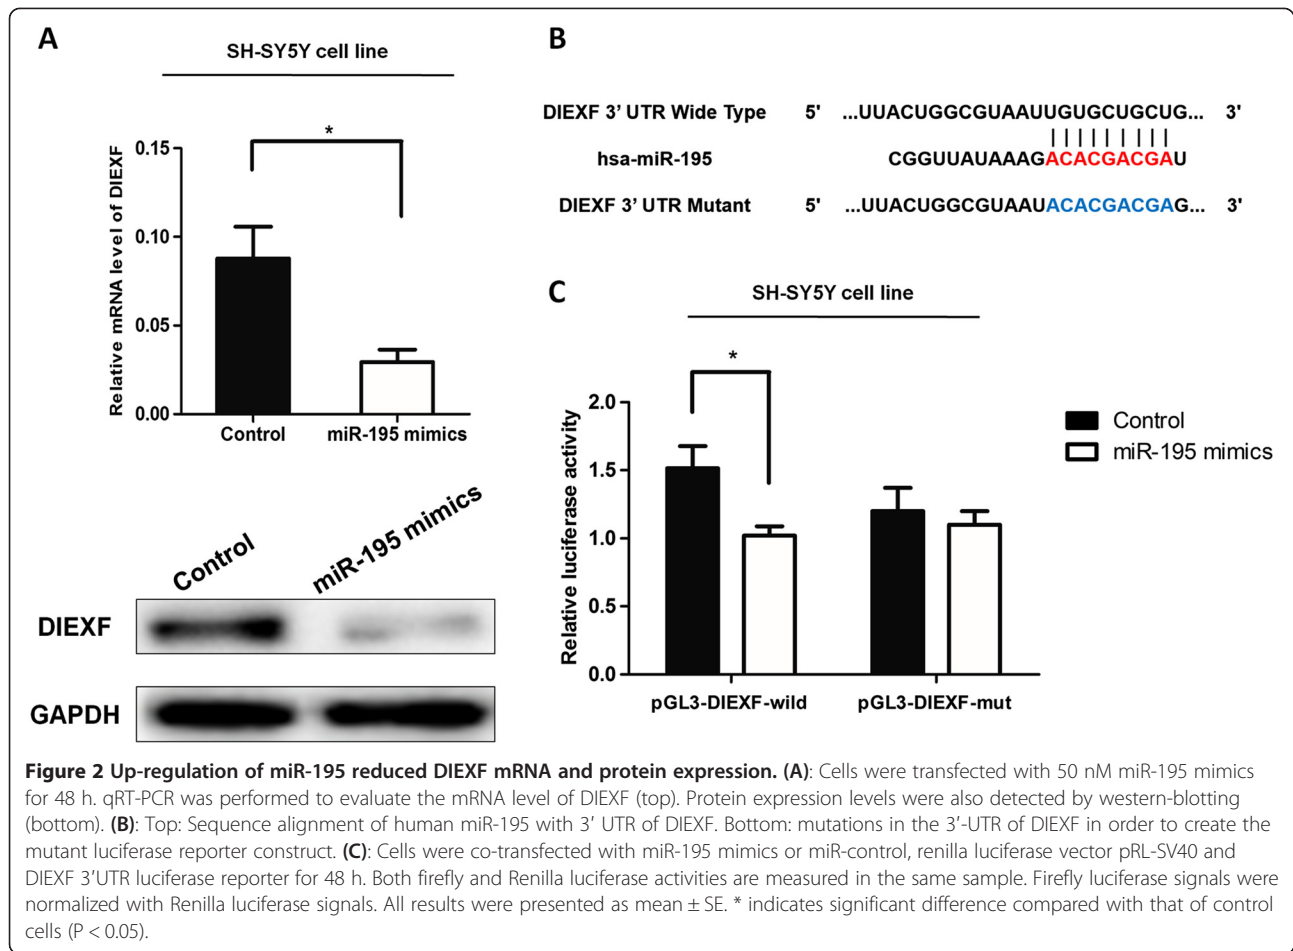 A
SH-SY5Y cell line
*
Relative mRNA level of DIEXF
0.15
0.10
0.05
0.00
Control
miR-195 mimics
Control
miR-195 mimics
DIEXF
GAPDH
B
DIEXF 3' UTR Wide Type 5' ...UUACUGGCGUAAUUGUGCUGCUG... 3'
hsa-miR-195 CGGUUAUAAAGACACGACGAU
DIEXF 3' UTR Mutant 5' ...UUACUGGCGUAAUACACGACGAG... 3'
C
SH-SY5Y cell line
*
Relative luciferase activity
2.0
1.5
1.0
0.5
0.0
pGL3-DIEXF-wild
pGL3-DIEXF-mut
Control
miR-195 mimics
Figure 2 Up-regulation of miR-195 reduced DIEXF mRNA and protein expression. (A): Cells were transfected with 50 nM miR-195 mimics
for 48 h. qRT-PCR was performed to evaluate the mRNA level of DIEXF (top). Protein expression levels were also detected by western-blotting
(bottom). (B): Top: Sequence alignment of human miR-195 with 3′ UTR of DIEXF. Bottom: mutations in the 3′-UTR of DIEXF in order to create the
mutant luciferase reporter construct. (C): Cells were co-transfected with miR-195 mimics or miR-control, renilla luciferase vector pRL-SV40 and
DIEXF 3′UTR luciferase reporter for 48 h. Both firefly and Renilla luciferase activities are measured in the same sample. Firefly luciferase signals were
normalized with Renilla luciferase signals. All results were presented as mean ± SE. * indicates significant difference compared with that of control
cells (P < 0.05).